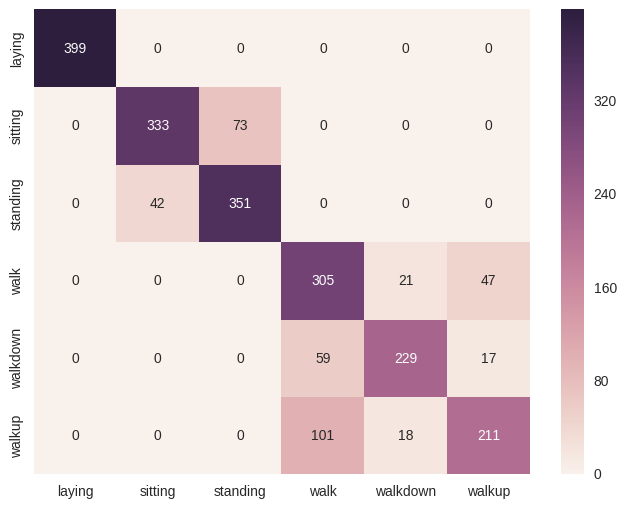 laying 399 0 0 0 0 0
sitting 0 333 73 0 0 0
standing 0 42 351 0 0 0
walk 0 0 0 305 21 47
walkdown 0 0 0 59 229 17
walkup 0 0 0 101 18 211
laying sitting standing walk walkdown walkup
320
240
160
80
0